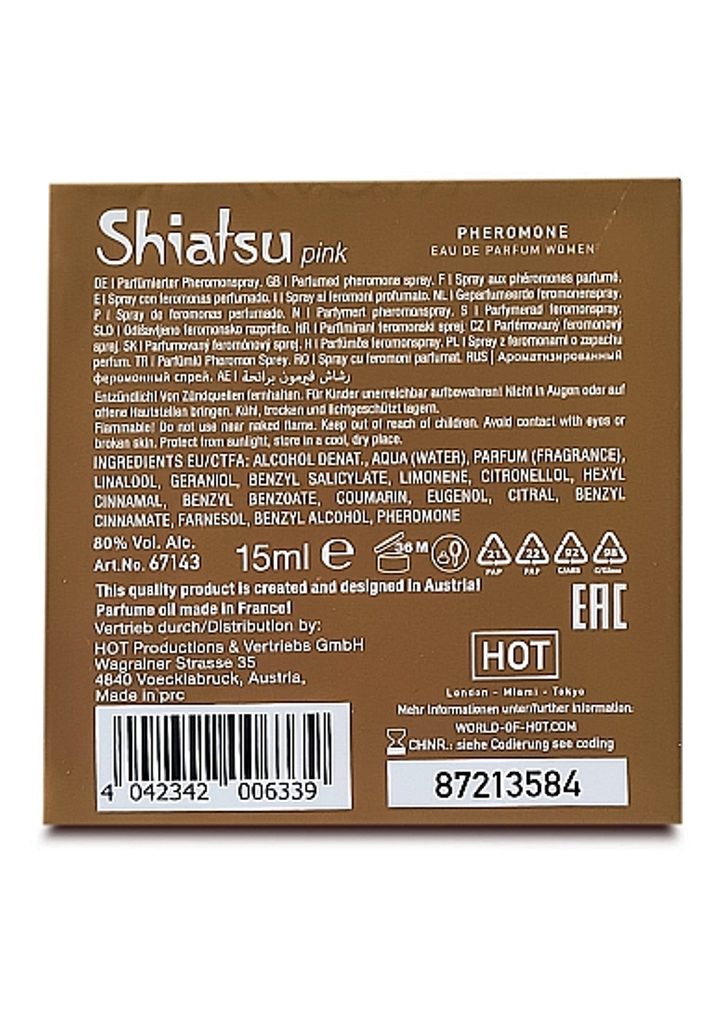 Shiatsu pink
PHEROMONE
EAU DE PARFUM WOMEN
DE | Parfümierter Pheromonspray. GB | Perfumed pheromone spray. F | Spray aux phéromones parfumé.
E | Spray con feromonas perfumado. I | Spray al feromoni profumato. NL | Geparfumeerde feromonenspray.
P | Spray de feromonas perfumado. N | Parfymert pheromonspray. S | Parfymerad feromonspray.
SLO | Odišavljeno feromonsko razpršilo. HR | Parfimirani feromonski sprej. CZ | Parfémovaný feromonový
sprej. SK | Parfumovaný feromónový sprej. H | Parfümös feromonspray. PL | Spray z feromonami o zapachu
perfum. TR | Parfümlü Pheromon Sprey. RO | Spray cu feromoni parfumat. RUS | Ароматизированный
феромонный спрей. AE | رشاش فيرمون برائحة
Entzündlich! Von Zündquellen fernhalten. Für Kinder unerreichbar aufbewahren! Nicht in Augen oder auf
offene Hautstellen bringen. Kühl, trocken und lichtgeschützt lagern.
Flammable! Do not use near naked flame. Keep out of reach of children. Avoid contact with eyes or
broken skin. Protect from sunlight, store in a cool, dry place.
INGREDIENTS EU/CTFA: ALCOHOL DENAT., AQUA (WATER), PARFUM (FRAGRANCE),
LINALOOL, GERANIOL, BENZYL SALICYLATE, LIMONENE, CITRONELLOL, HEXYL
CINNAMAL, BENZYL BENZOATE, COUMARIN, EUGENOL, CITRAL, BENZYL
CINNAMATE, FARNESOL, BENZYL ALCOHOL, PHEROMONE
80% Vol. Alc.
Art.No. 67143
15ml e
36 M
21 PAP
22 PAP
92
98
This quality product is created and designed in Austria!
Parfume oil made in France!
Vertrieb durch/Distribution by:
HOT Productions & Vertriebs GmbH
Wagrainer Strasse 35
4840 Voecklabruck, Austria,
Made in prc
EAC
HOT
London - Miami - Tokyo
Mehr Informationen unter/further information:
WORLD-OF-HOT.COM
CHNR.: siehe Codierung see coding
4 042342 006339
87213584